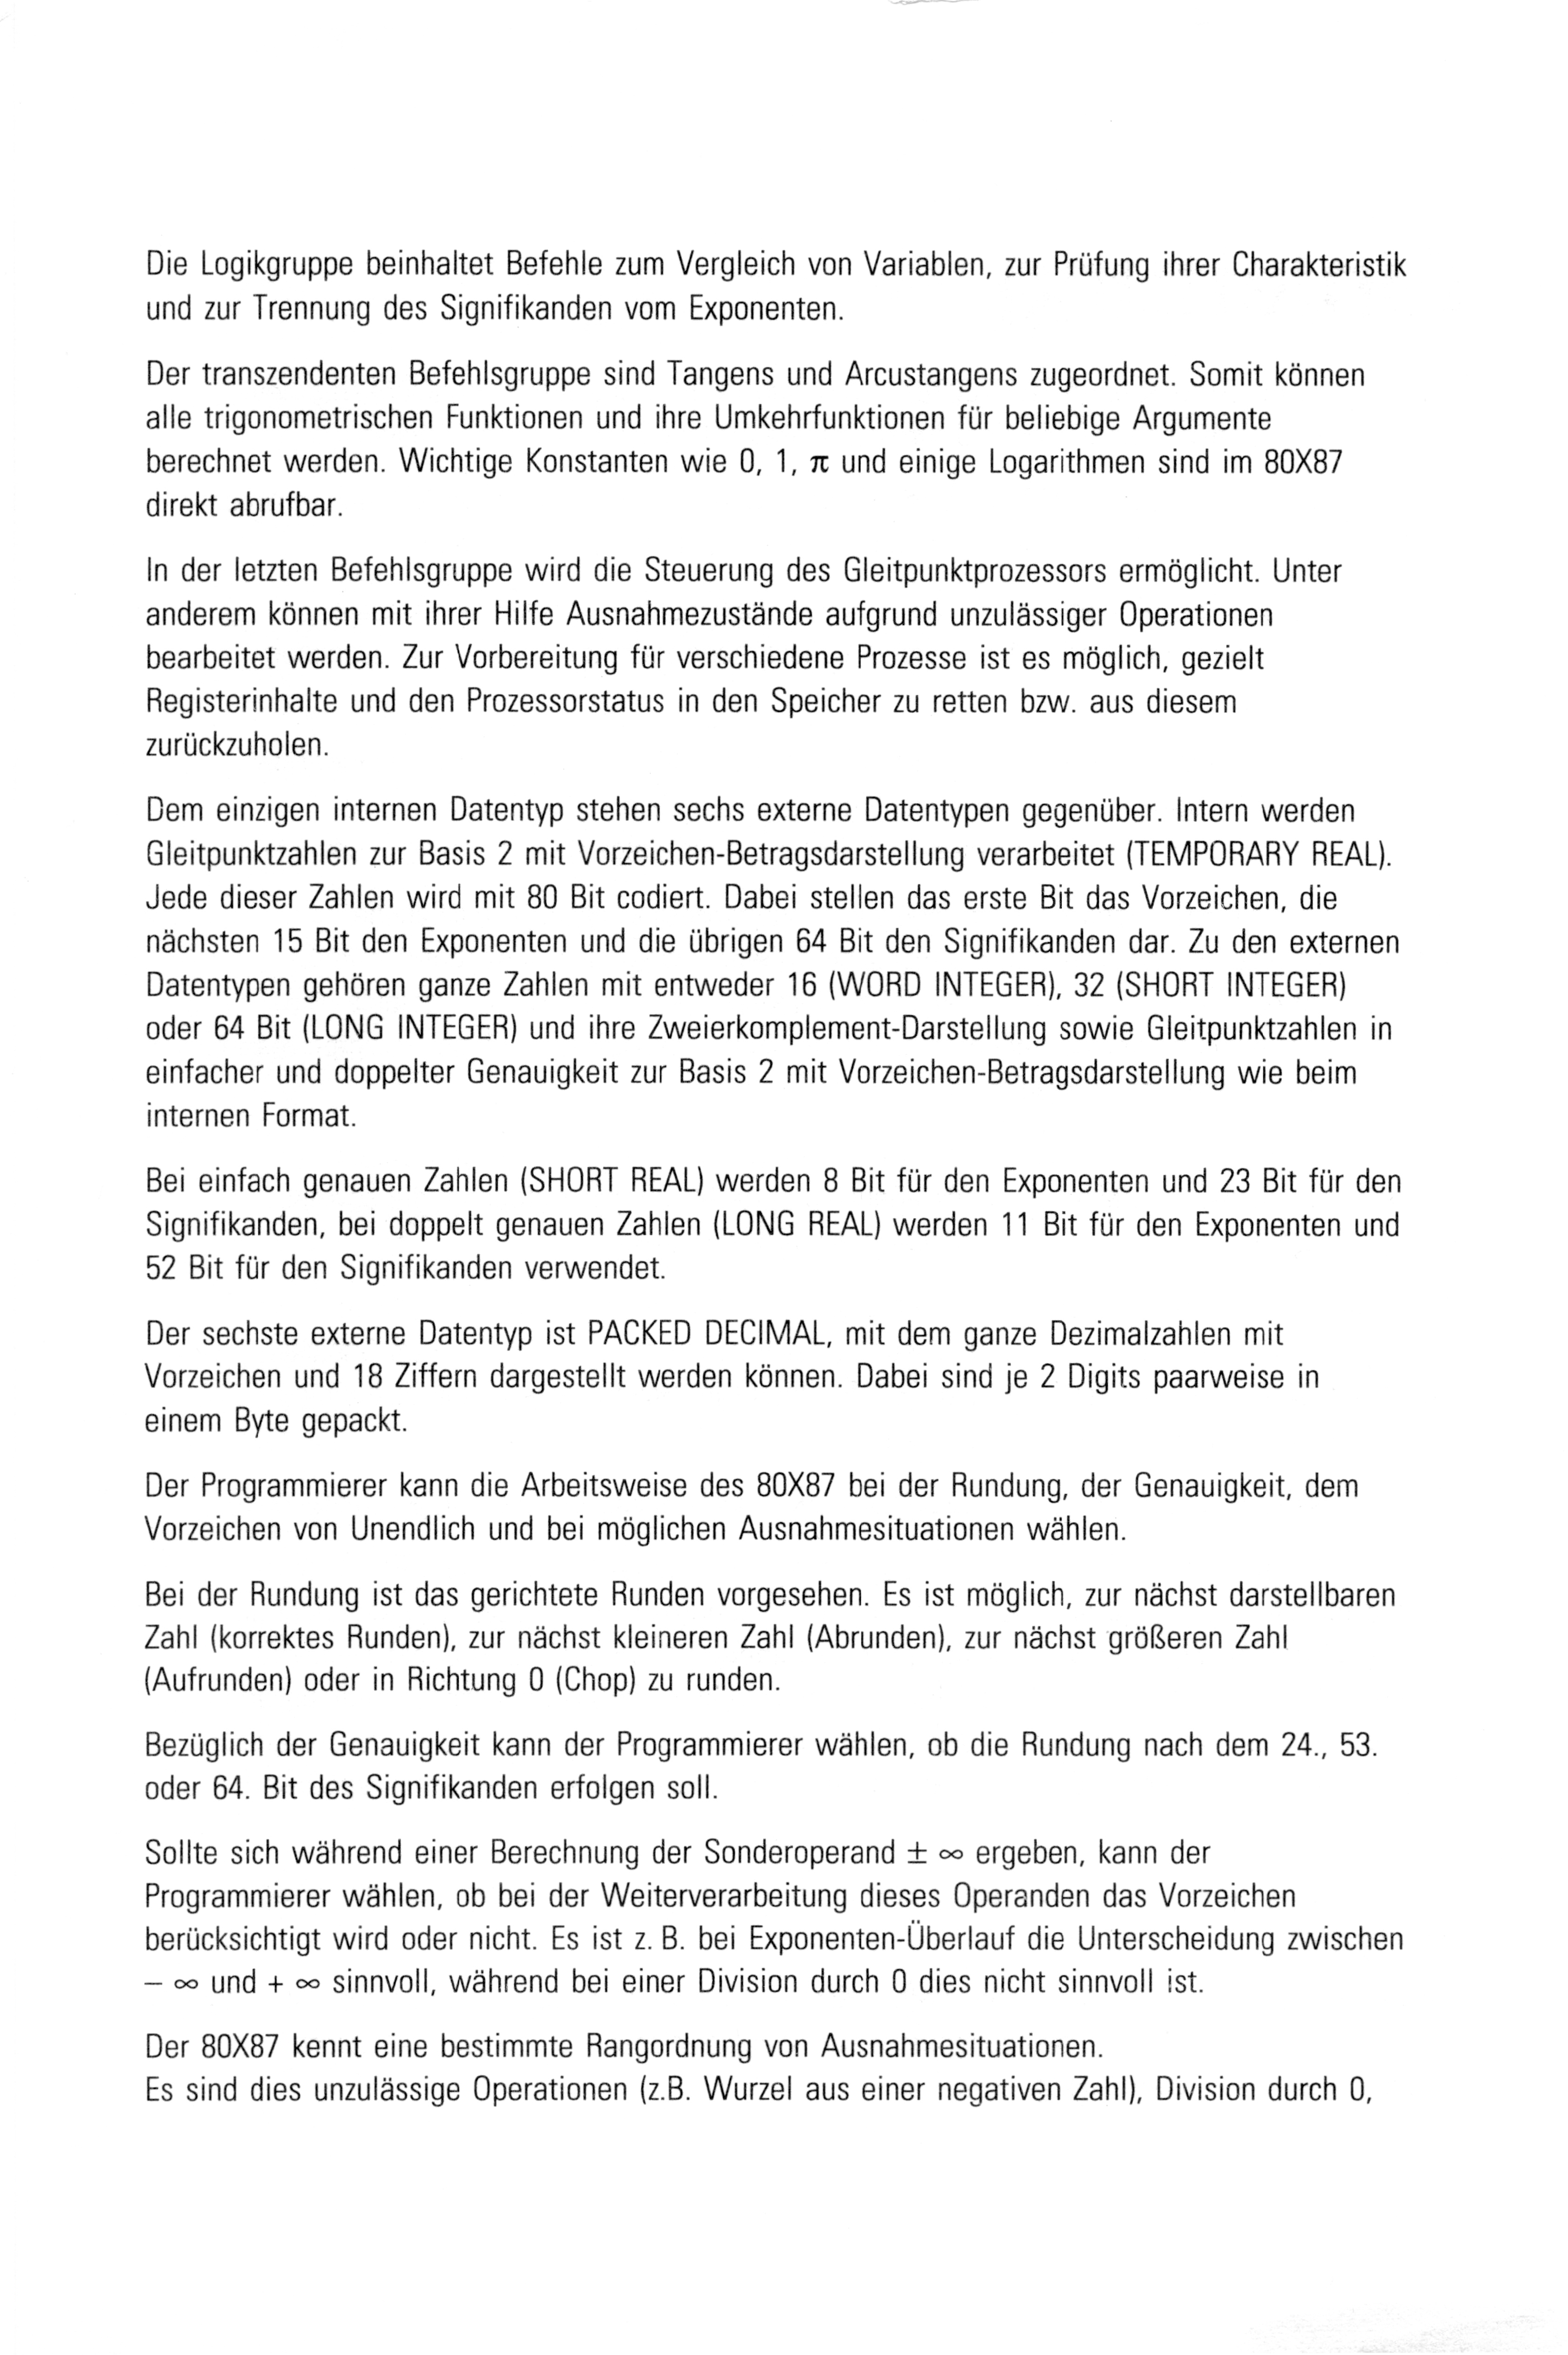 Die Logikgruppe beinhaltet Befehle zum Vergleich von Variablen, zur Prüfung ihrer Charakteristik
und zur Trennung des Signifikanden vom Exponenten.
Der transzendenten Befehlsgruppe sind Tangens und Arcustangens zugeordnet. Somit können
alle trigonometrischen Funktionen und ihre Umkehrfunktionen für beliebige Argumente
berechnet werden. Wichtige Konstanten wie 0, 1, π und einige Logarithmen sind im 80X87
direkt abrufbar.
In der letzten Befehlsgruppe wird die Steuerung des Gleitpunktprozessors ermöglicht. Unter
anderem können mit ihrer Hilfe Ausnahmezustände aufgrund unzulässiger Operationen
bearbeitet werden. Zur Vorbereitung für verschiedene Prozesse ist es möglich, gezielt
Registerinhalte und den Prozessorstatus in den Speicher zu retten bzw. aus diesem
zurückzuholen.
Dem einzigen internen Datentyp stehen sechs externe Datentypen gegenüber. Intern werden
Gleitpunktzahlen zur Basis 2 mit Vorzeichen-Betragsdarstellung verarbeitet (TEMPORARY REAL).
Jede dieser Zahlen wird mit 80 Bit codiert. Dabei stellen das erste Bit das Vorzeichen, die
nächsten 15 Bit den Exponenten und die übrigen 64 Bit den Signifikanden dar. Zu den externen
Datentypen gehören ganze Zahlen mit entweder 16 (WORD INTEGER), 32 (SHORT INTEGER)
oder 64 Bit (LONG INTEGER) und ihre Zweierkomplement-Darstellung sowie Gleitpunktzahlen in
einfacher und doppelter Genauigkeit zur Basis 2 mit Vorzeichen-Betragsdarstellung wie beim
internen Format.
Bei einfach genauen Zahlen (SHORT REAL) werden 8 Bit für den Exponenten und 23 Bit für den
Signifikanden, bei doppelt genauen Zahlen (LONG REAL) werden 11 Bit für den Exponenten und
52 Bit für den Signifikanden verwendet.
Der sechste externe Datentyp ist PACKED DECIMAL, mit dem ganze Dezimalzahlen mit
Vorzeichen und 18 Ziffern dargestellt werden können. Dabei sind je 2 Digits paarweise in
einem Byte gepackt.
Der Programmierer kann die Arbeitsweise des 80X87 bei der Rundung, der Genauigkeit, dem
Vorzeichen von Unendlich und bei möglichen Ausnahmesituationen wählen.
Bei der Rundung ist das gerichtete Runden vorgesehen. Es ist möglich, zur nächst darstellbaren
Zahl (korrektes Runden), zur nächst kleineren Zahl (Abrunden), zur nächst größeren Zahl
(Aufrunden) oder in Richtung 0 (Chop) zu runden.
Bezüglich der Genauigkeit kann der Programmierer wählen, ob die Rundung nach dem 24., 53.
oder 64. Bit des Signifikanden erfolgen soll.
Sollte sich während einer Berechnung der Sonderoperand ± ∞ ergeben, kann der
Programmierer wählen, ob bei der Weiterverarbeitung dieses Operanden das Vorzeichen
berücksichtigt wird oder nicht. Es ist z. B. bei Exponenten-Überlauf die Unterscheidung zwischen
– ∞ und + ∞ sinnvoll, während bei einer Division durch 0 dies nicht sinnvoll ist.
Der 80X87 kennt eine bestimmte Rangordnung von Ausnahmesituationen.
Es sind dies unzulässige Operationen (z.B. Wurzel aus einer negativen Zahl), Division durch 0,